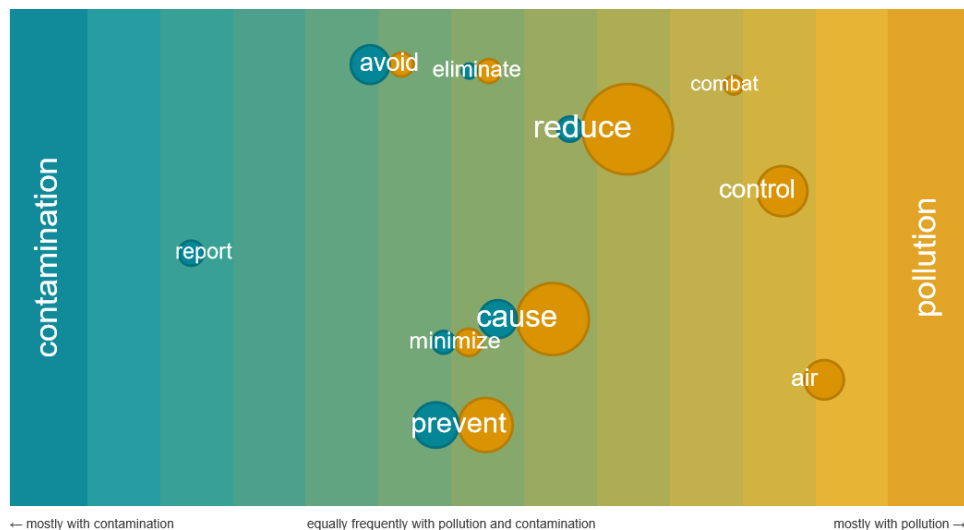 contamination
avoid
eliminate
combat
reduce
control
report
cause
minimize
air
prevent
pollution
← mostly with contamination
equally frequently with pollution and contamination
mostly with pollution →